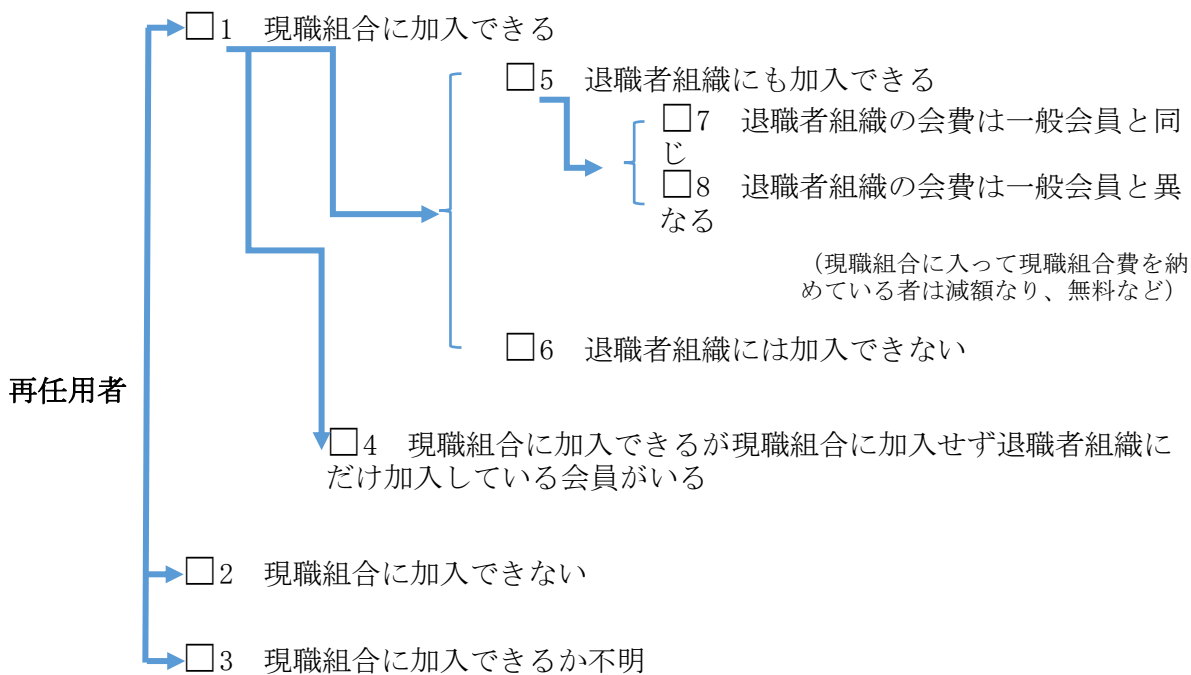 □1　現職組合に加入できる
□5　退職者組織にも加入できる
□7　退職者組織の会費は一般会員と同
じ
□8　退職者組織の会費は一般会員と異
なる
（現職組合に入って現職組合費を納
めている者は減額なり、無料など）
□6　退職者組織には加入できない
再任用者
□4　現職組合に加入できるが現職組合に加入せず退職者組織に
だけ加入している会員がいる
□2　現職組合に加入できない
□3　現職組合に加入できるか不明